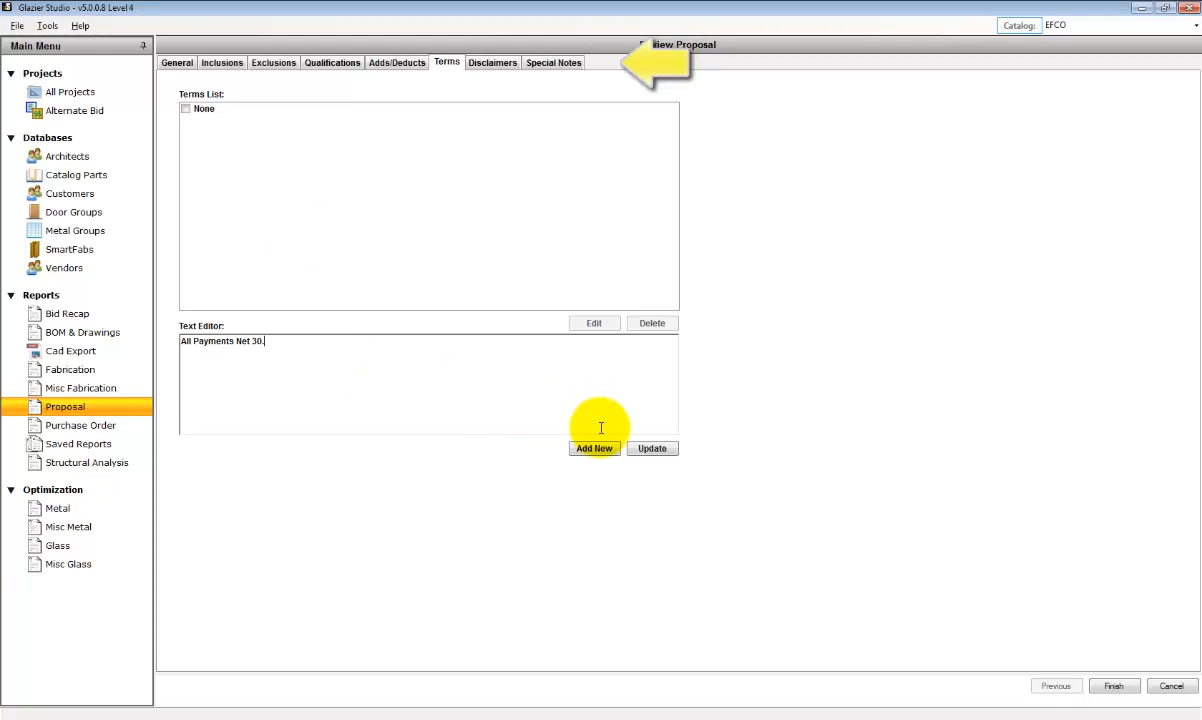 Glazier Studio - v5.0.0.8 Level 4
File Tools Help
Catalog: EFCO
Main Menu
view Proposal
General Inclusions Exclusions Qualifications Adds/Deducts Terms Disclaimers Special Notes
Projects
All Projects
Alternate Bid
Databases
Architects
Catalog Parts
Customers
Door Groups
Metal Groups
SmartFabs
Vendors
Reports
Bid Recap
BOM & Drawings
Cad Export
Fabrication
Misc Fabrication
Proposal
Purchase Order
Saved Reports
Structural Analysis
Optimization
Metal
Misc Metal
Glass
Misc Glass
Terms List:
None
Edit Delete
Text Editor:
All Payments Net 30.
Add New Update
Previous Finish Cancel